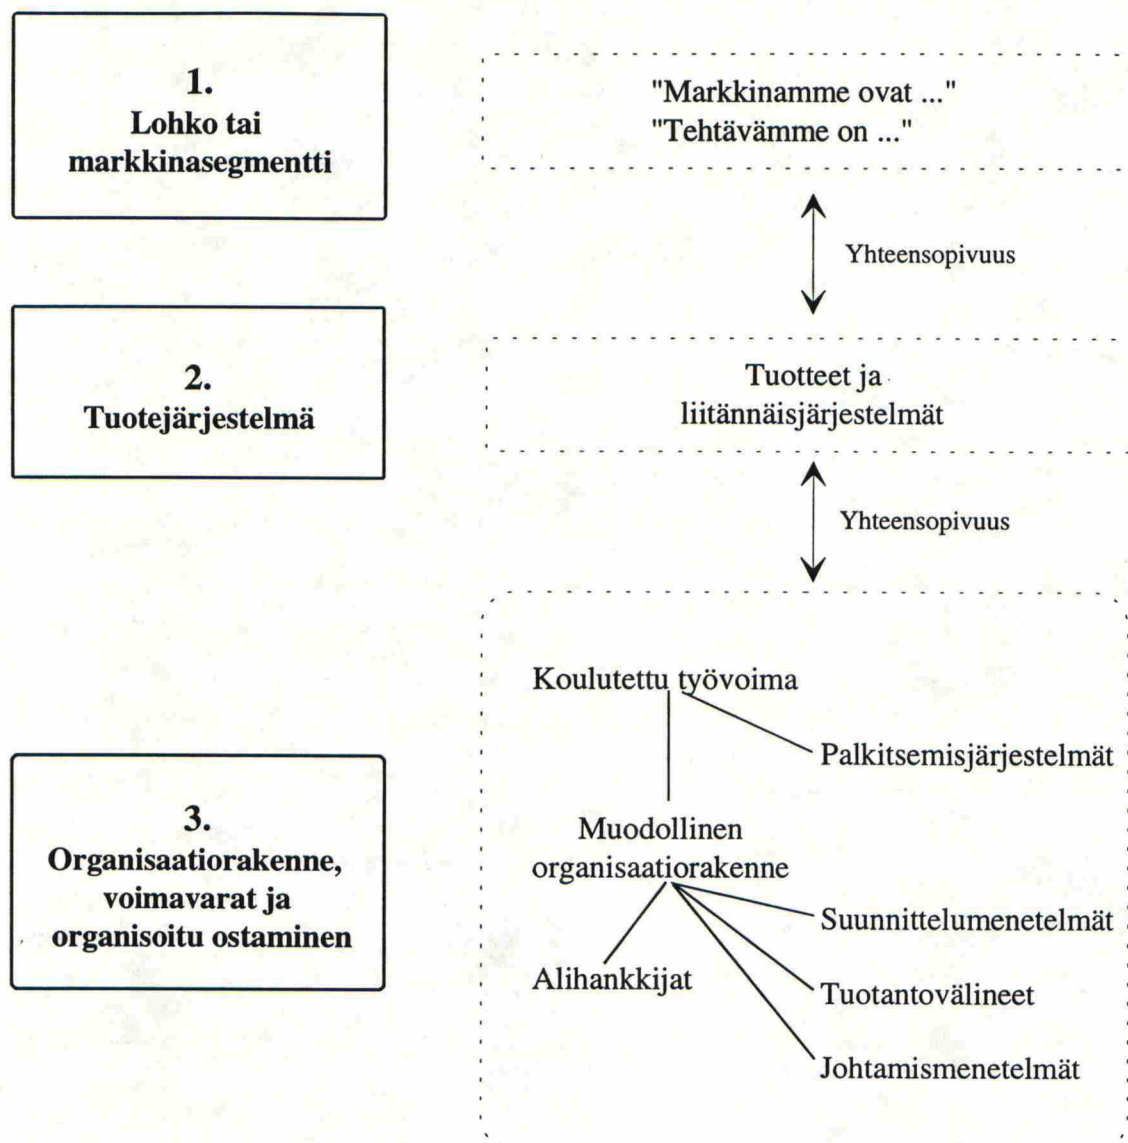 1.
Lohko tai
markkinasegmentti
"Markkinamme ovat ..."
"Tehtävämme on ..."
Yhteensopivuus
2.
Tuotejärjestelmä
Tuotteet ja
liitännäisjärjestelmät
Yhteensopivuus
3.
Organisaatiorakenne,
voimavarat ja
organisoitu ostaminen
Koulutettu työvoima
Palkitsemisjärjestelmät
Muodollinen
organisaatiorakenne
Suunnittelumenetelmät
Alihankkijat
Tuotantovälineet
Johtamismenetelmät